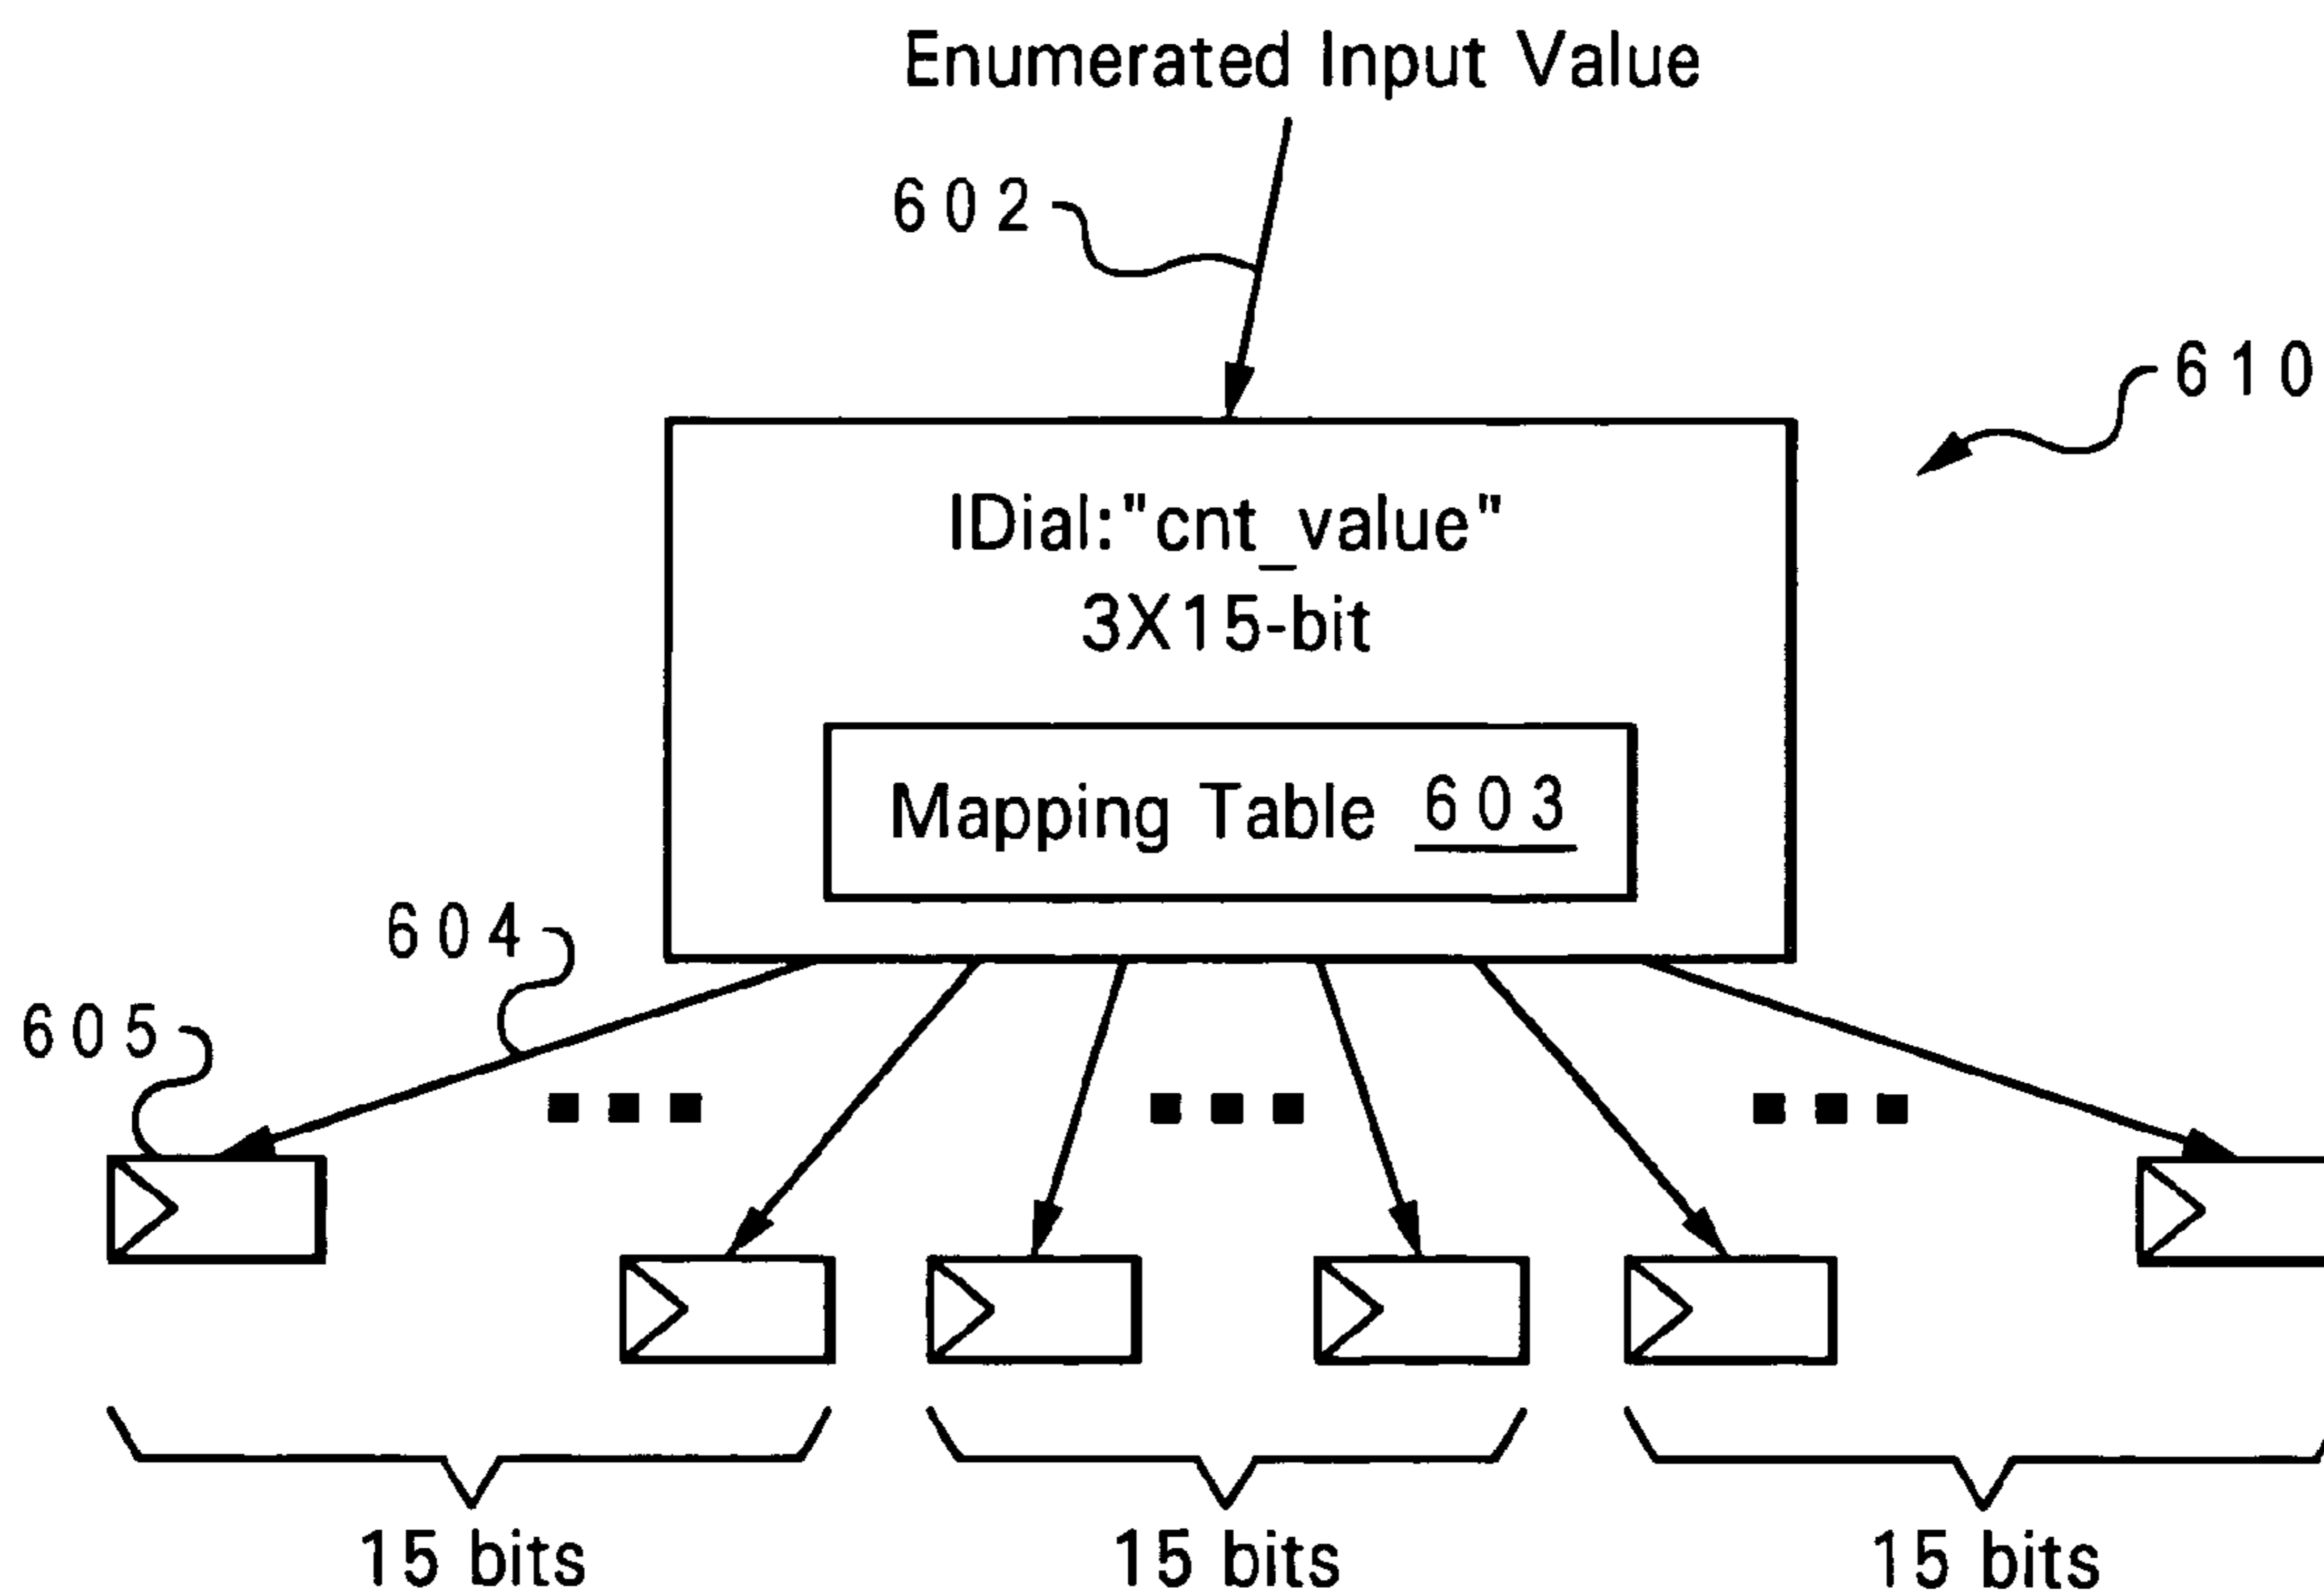 Enumerated Input Value
602
610
IDial:"cnt_value"
3X15-bit
Mapping Table 603
604
605
15 bits 15 bits 15 bits